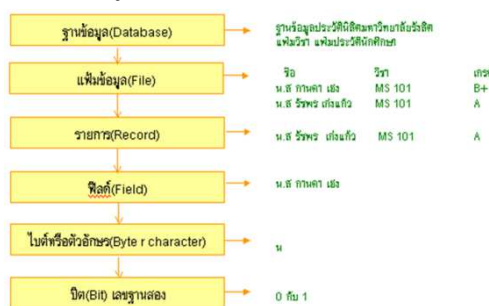 ฐานข้อมูล(Database)
ฐานข้อมูลประวัตินิสิตมหาวิทยาลัยรังสิต
แฟ้มวิชา แฟ้มประวัตินักศึกษา
แฟ้มข้อมูล(File)
ชื่อ วิชา เกรด
น.ส กานดา เฮง MS 101 B+
น.ส รัชพร เก่งแก้ว MS 101 A
รายการ(Record)
น.ส รัชพร เก่งแก้ว MS 101 A
ฟิลด์(Field)
น.ส กานดา เฮง
ไบต์หรือตัวอักษร(Byte r character)
น
บิต(Bit) เลขฐานสอง
0 กับ 1